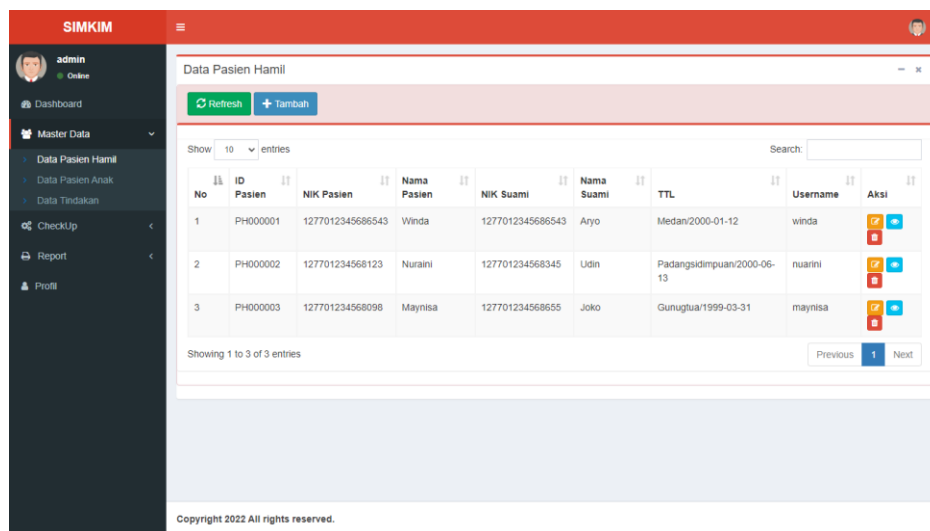 SIMKIM
admin
Online
Dashboard
Master Data
Data Pasien Hamil
Data Pasien Anak
Data Tindakan
CheckUp
Report
Profil
Data Pasien Hamil
Refresh
Tambah
Show 10 entries
Search:
No ID Pasien NIK Pasien Nama Pasien NIK Suami Nama Suami TTL Username Aksi
1 PH000001 1277012345686543 Winda 1277012345686543 Aryo Medan/2000-01-12 winda
2 PH000002 127701234568123 Nuraini 127701234568345 Udin Padangsidimpuan/2000-06-
13 nuarini
3 PH000003 127701234568098 Maynisa 127701234568655 Joko Gunugtua/1999-03-31 maynisa
Showing 1 to 3 of 3 entries
Previous 1 Next
Copyright 2022 All rights reserved.